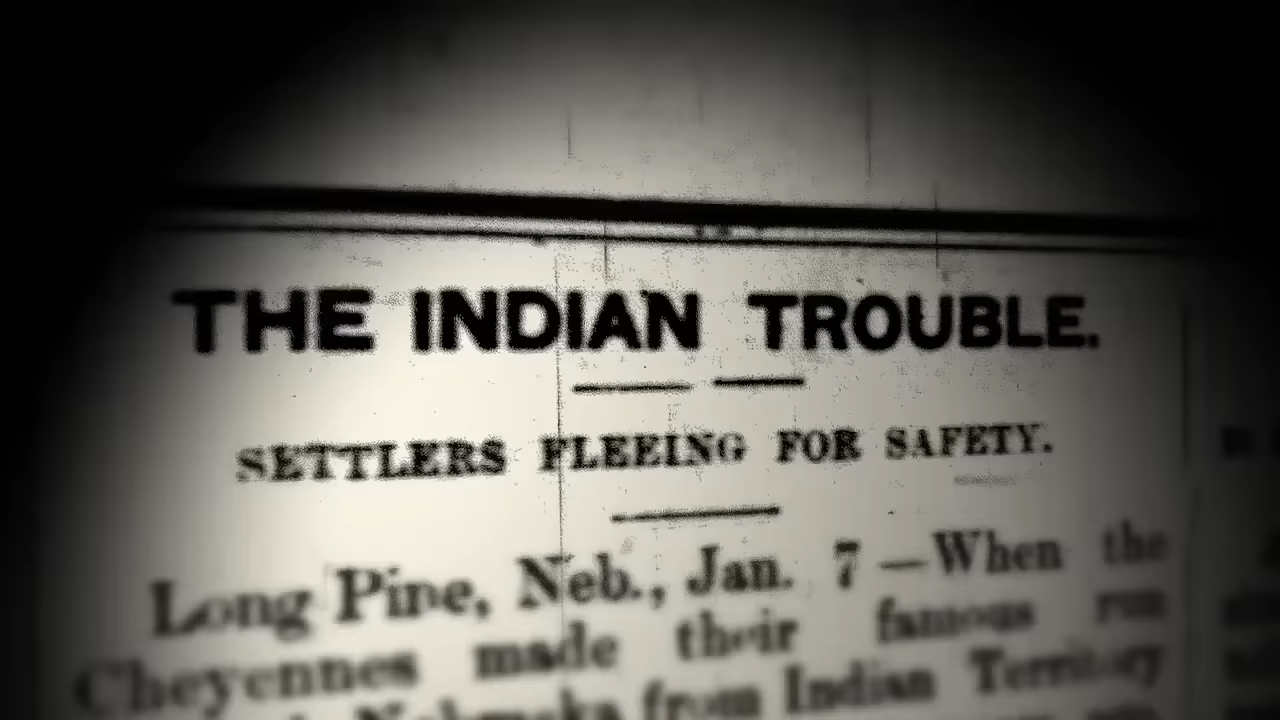 THE INDIAN TROUBLE.
SETTLERS FLEEING FOR SAFETY.
Long Pine, Neb., Jan. 7 —When the
Cheyennes made their famous run
Nebraska from Indian Territory